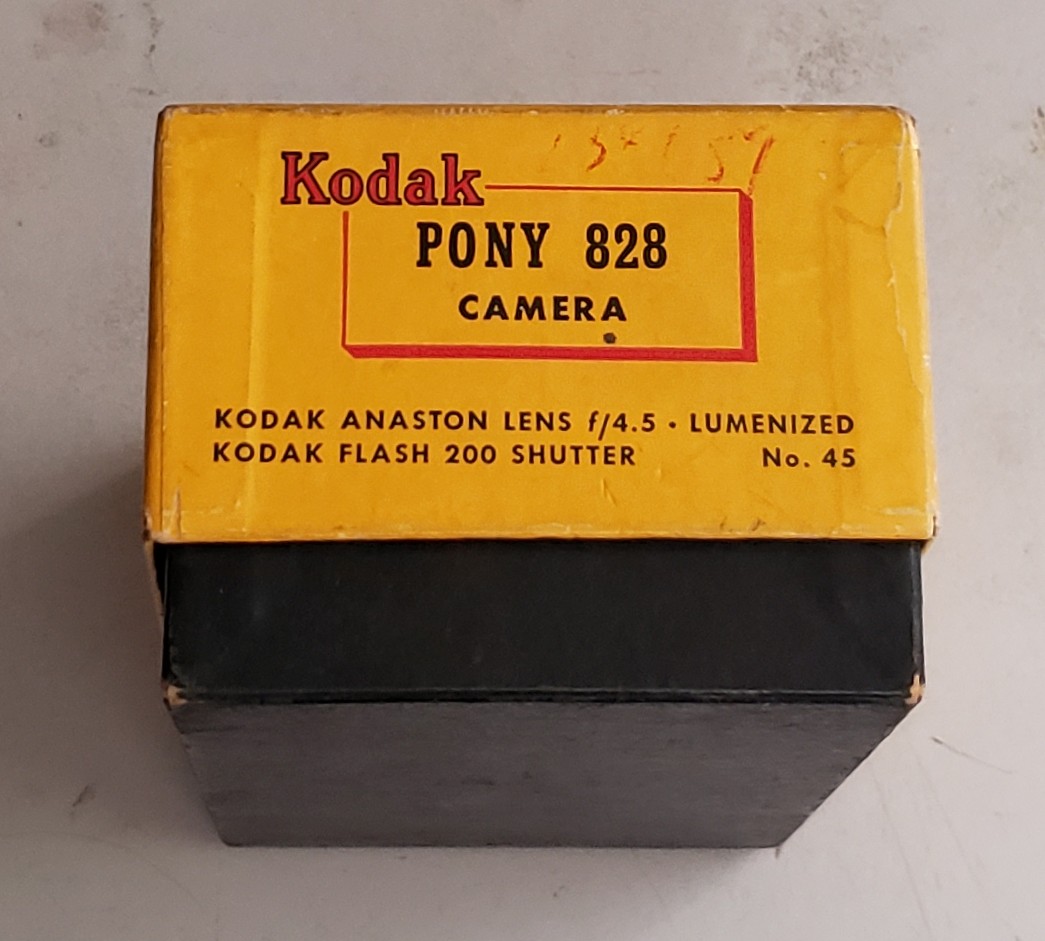 Kodak
PONY 828
CAMERA
KODAK ANASTON LENS f/4.5 • LUMENIZED
KODAK FLASH 200 SHUTTER No. 45